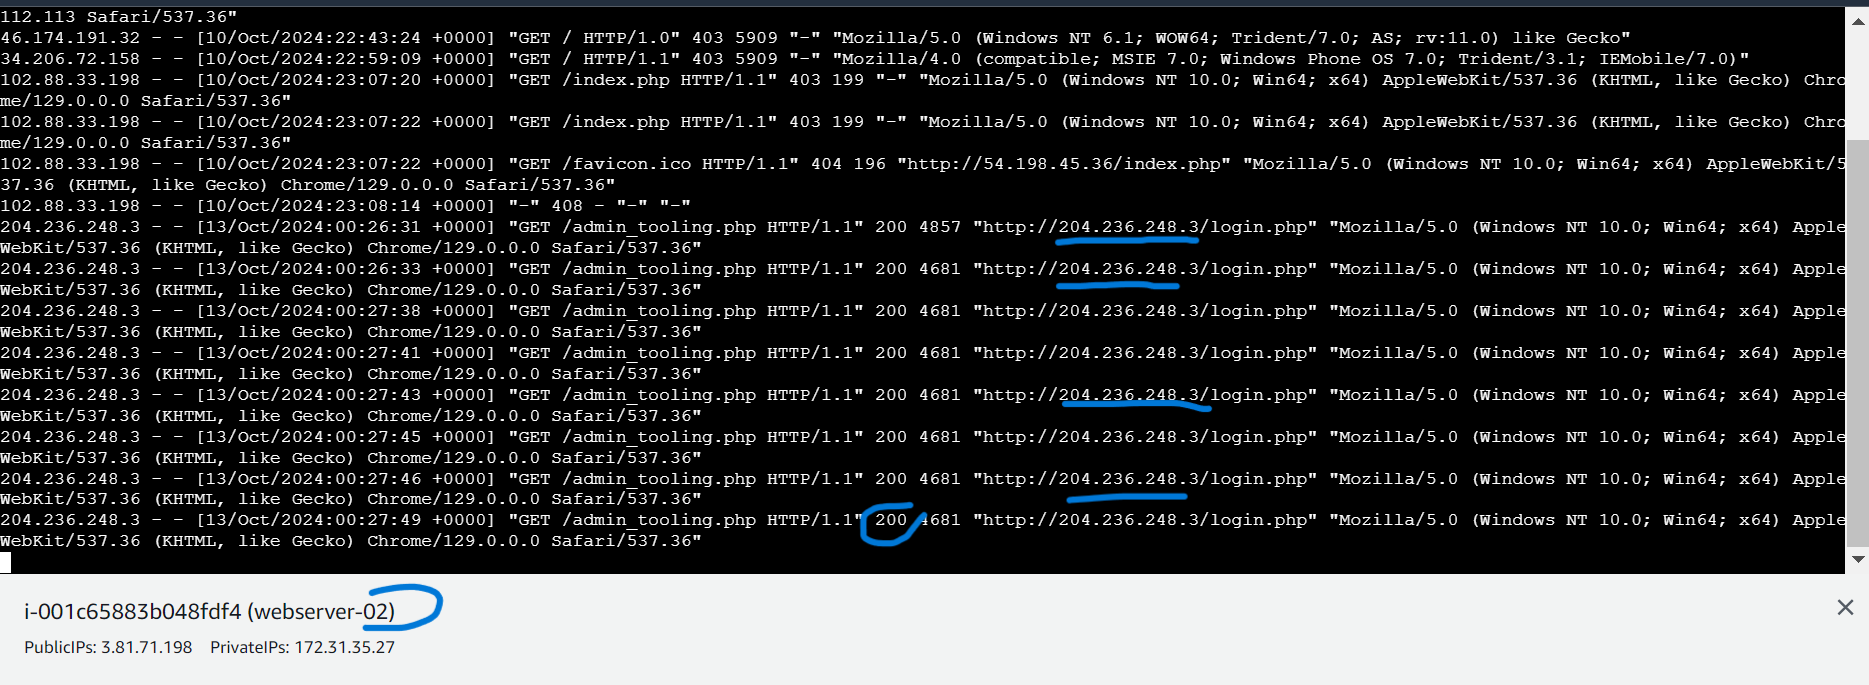 112.113 Safari/537.36"
46.174.191.32 - - [10/Oct/2024:22:43:24 +0000] "GET / HTTP/1.0" 403 5909 "-" "Mozilla/5.0 (Windows NT 6.1; WOW64; Trident/7.0; AS; rv:11.0) like Gecko"
34.206.72.158 - - [10/Oct/2024:22:59:09 +0000] "GET / HTTP/1.1" 403 5909 "-" "Mozilla/4.0 (compatible; MSIE 7.0; Windows Phone OS 7.0; Trident/3.1; IEMobile/7.0)"
102.88.33.198 - - [10/Oct/2024:23:07:20 +0000] "GET /index.php HTTP/1.1" 403 199 "-" "Mozilla/5.0 (Windows NT 10.0; Win64; x64) AppleWebKit/537.36 (KHTML, like Gecko) Chro
me/129.0.0.0 Safari/537.36"
102.88.33.198 - - [10/Oct/2024:23:07:22 +0000] "GET /index.php HTTP/1.1" 403 199 "-" "Mozilla/5.0 (Windows NT 10.0; Win64; x64) AppleWebKit/537.36 (KHTML, like Gecko) Chro
me/129.0.0.0 Safari/537.36"
102.88.33.198 - - [10/Oct/2024:23:07:22 +0000] "GET /favicon.ico HTTP/1.1" 404 196 "http://54.198.45.36/index.php" "Mozilla/5.0 (Windows NT 10.0; Win64; x64) AppleWebKit/5
37.36 (KHTML, like Gecko) Chrome/129.0.0.0 Safari/537.36"
102.88.33.198 - - [10/Oct/2024:23:08:14 +0000] "-" 408 - "-" "-"
204.236.248.3 - - [13/Oct/2024:00:26:31 +0000] "GET /admin_tooling.php HTTP/1.1" 200 4857 "http://204.236.248.3/login.php" "Mozilla/5.0 (Windows NT 10.0; Win64; x64) Apple
WebKit/537.36 (KHTML, like Gecko) Chrome/129.0.0.0 Safari/537.36"
204.236.248.3 - - [13/Oct/2024:00:26:33 +0000] "GET /admin_tooling.php HTTP/1.1" 200 4681 "http://204.236.248.3/login.php" "Mozilla/5.0 (Windows NT 10.0; Win64; x64) Apple
WebKit/537.36 (KHTML, like Gecko) Chrome/129.0.0.0 Safari/537.36"
204.236.248.3 - - [13/Oct/2024:00:27:38 +0000] "GET /admin_tooling.php HTTP/1.1" 200 4681 "http://204.236.248.3/login.php" "Mozilla/5.0 (Windows NT 10.0; Win64; x64) Apple
WebKit/537.36 (KHTML, like Gecko) Chrome/129.0.0.0 Safari/537.36"
204.236.248.3 - - [13/Oct/2024:00:27:41 +0000] "GET /admin_tooling.php HTTP/1.1" 200 4681 "http://204.236.248.3/login.php" "Mozilla/5.0 (Windows NT 10.0; Win64; x64) Apple
WebKit/537.36 (KHTML, like Gecko) Chrome/129.0.0.0 Safari/537.36"
204.236.248.3 - - [13/Oct/2024:00:27:43 +0000] "GET /admin_tooling.php HTTP/1.1" 200 4681 "http://204.236.248.3/login.php" "Mozilla/5.0 (Windows NT 10.0; Win64; x64) Apple
WebKit/537.36 (KHTML, like Gecko) Chrome/129.0.0.0 Safari/537.36"
204.236.248.3 - - [13/Oct/2024:00:27:45 +0000] "GET /admin_tooling.php HTTP/1.1" 200 4681 "http://204.236.248.3/login.php" "Mozilla/5.0 (Windows NT 10.0; Win64; x64) Apple
WebKit/537.36 (KHTML, like Gecko) Chrome/129.0.0.0 Safari/537.36"
204.236.248.3 - - [13/Oct/2024:00:27:46 +0000] "GET /admin_tooling.php HTTP/1.1" 200 4681 "http://204.236.248.3/login.php" "Mozilla/5.0 (Windows NT 10.0; Win64; x64) Apple
WebKit/537.36 (KHTML, like Gecko) Chrome/129.0.0.0 Safari/537.36"
204.236.248.3 - - [13/Oct/2024:00:27:49 +0000] "GET /admin_tooling.php HTTP/1.1" 200 4681 "http://204.236.248.3/login.php" "Mozilla/5.0 (Windows NT 10.0; Win64; x64) Apple
WebKit/537.36 (KHTML, like Gecko) Chrome/129.0.0.0 Safari/537.36"
i-001c65883b048fdf4 (webserver-02)
PublicIPs: 3.81.71.198 PrivateIPs: 172.31.35.27